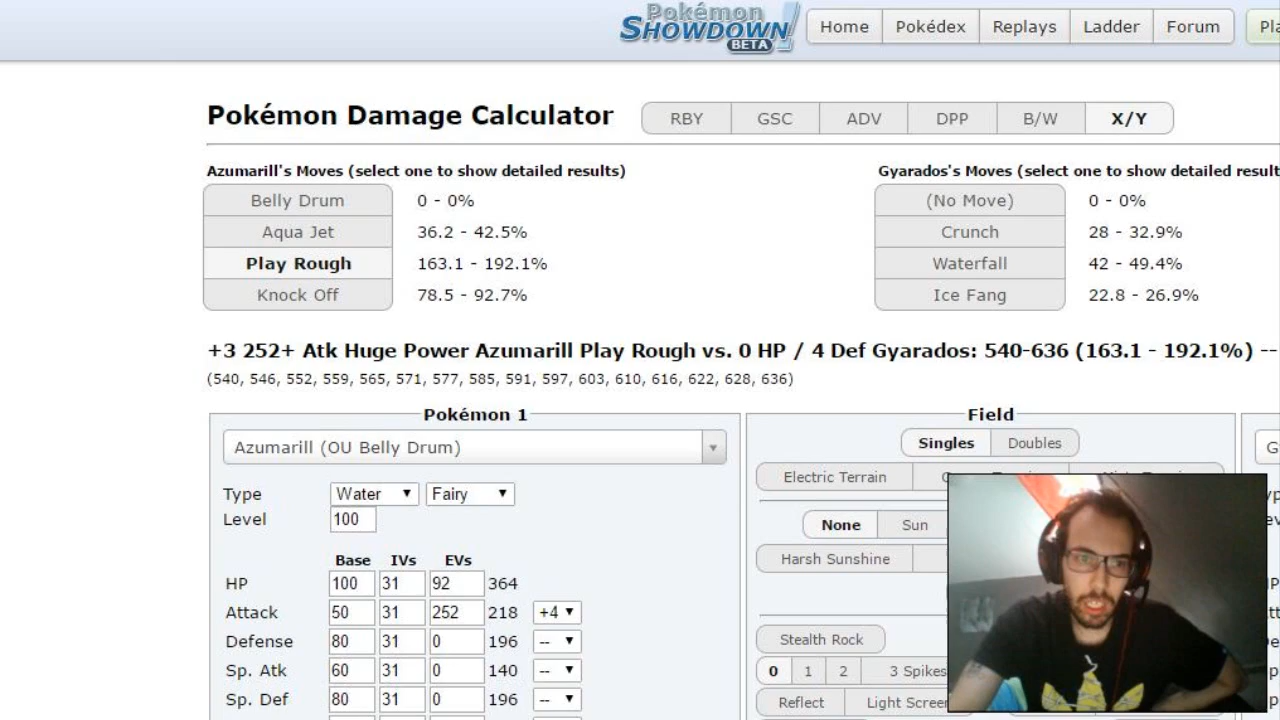 Pokémon
SHOWDOWN
BETA
Home Pokédex Replays Ladder Forum
Pokémon Damage Calculator RBY GSC ADV DPP B/W X/Y
Azumarill's Moves (select one to show detailed results)
Belly Drum 0 - 0%
Aqua Jet 36.2 - 42.5%
Play Rough 163.1 - 192.1%
Knock Off 78.5 - 92.7%
Gyarados's Moves (select one to show detailed result
(No Move) 0 - 0%
Crunch 28 - 32.9%
Waterfall 42 - 49.4%
Ice Fang 22.8 - 26.9%
+3 252+ Atk Huge Power Azumarill Play Rough vs. 0 HP / 4 Def Gyarados: 540-636 (163.1 - 192.1%) --
(540, 546, 552, 559, 565, 571, 577, 585, 591, 597, 603, 610, 616, 622, 628, 636)
Pokémon 1
Azumarill (OU Belly Drum)
Type Water Fairy
Level 100
Base IVs EVs
HP 100 31 92 364
Attack 50 31 252 218 +4
Defense 80 31 0 196 --
Sp. Atk 60 31 0 140 --
Sp. Def 80 31 0 196 --
Field
Singles Doubles
Electric Terrain
None Sun
Harsh Sunshine
Stealth Rock
0 1 2 3 Spikes
Reflect Light Screen